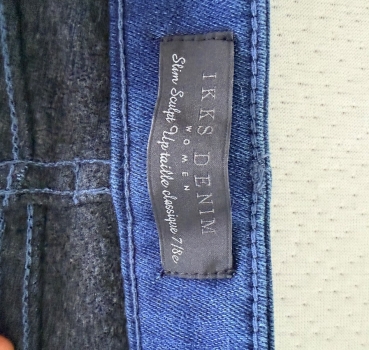 IKKS DENIM
WOMEN
Slim Sculpt Up taille classique 7/8e